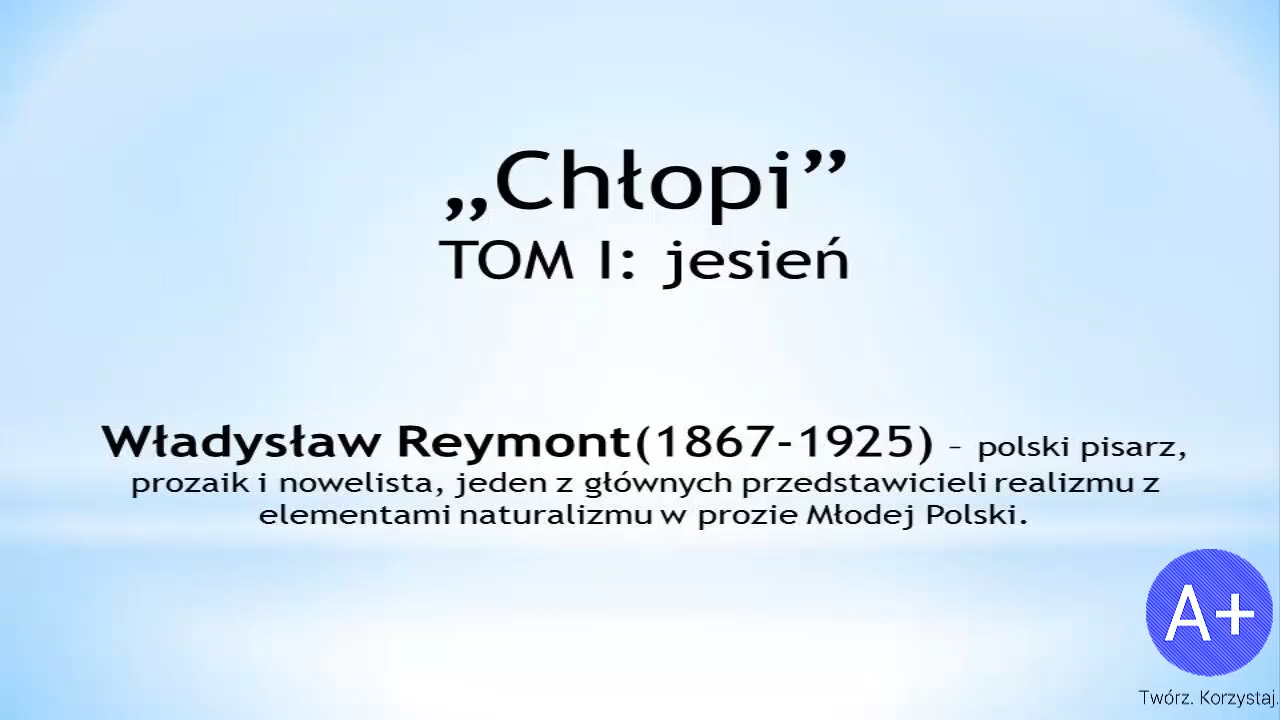 „Chłopi”
TOM I: jesień
Władysław Reymont(1867-1925) – polski pisarz,
prozaik i nowelista, jeden z głównych przedstawicieli realizmu z
elementami naturalizmu w prozie Młodej Polski.
A+
Twórz. Korzystaj.